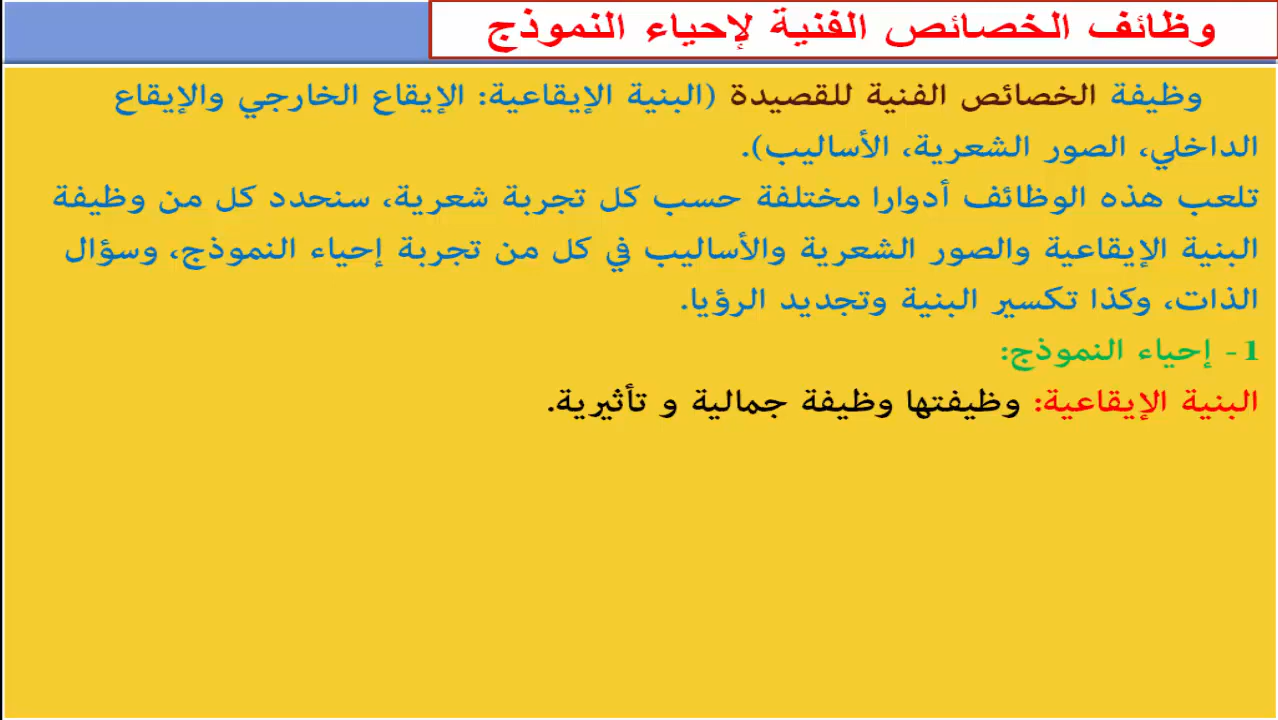 وظائف الخصائص الفنية لإحياء النموذج
وظيفة الخصائص الفنية للقصيدة (البنية الإيقاعية: الإيقاع الخارجي والإيقاع
الداخلي، الصور الشعرية، الأساليب).
تلعب هذه الوظائف أدوارا مختلفة حسب كل تجربة شعرية، سنحدد كل من وظيفة
البنية الإيقاعية والصور الشعرية والأساليب في كل من تجربة إحياء النموذج، وسؤال
الذات، وكذا تكسير البنية وتجديد الرؤيا.
1- إحياء النموذج:
البنية الإيقاعية: وظيفتها وظيفة جمالية و تأثيرية.